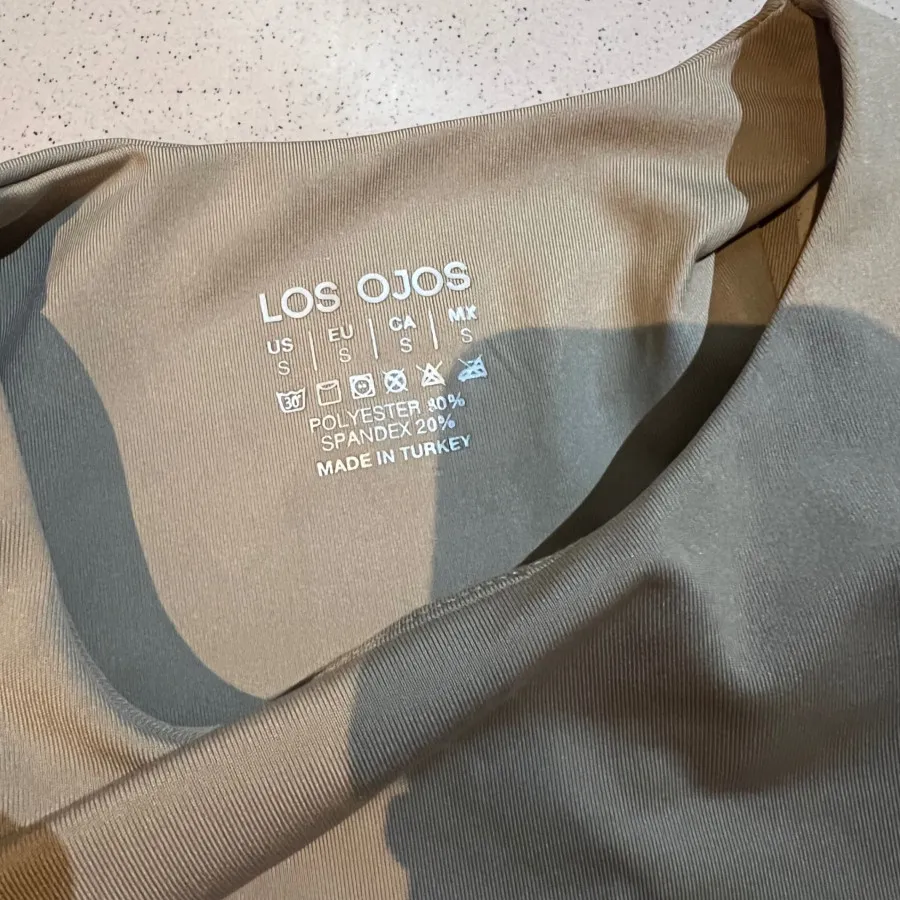 LOS OJOS
US | EU | CA | MX
S | S | S | S
30
POLYESTER 80%
SPANDEX 20%
MADE IN TURKEY